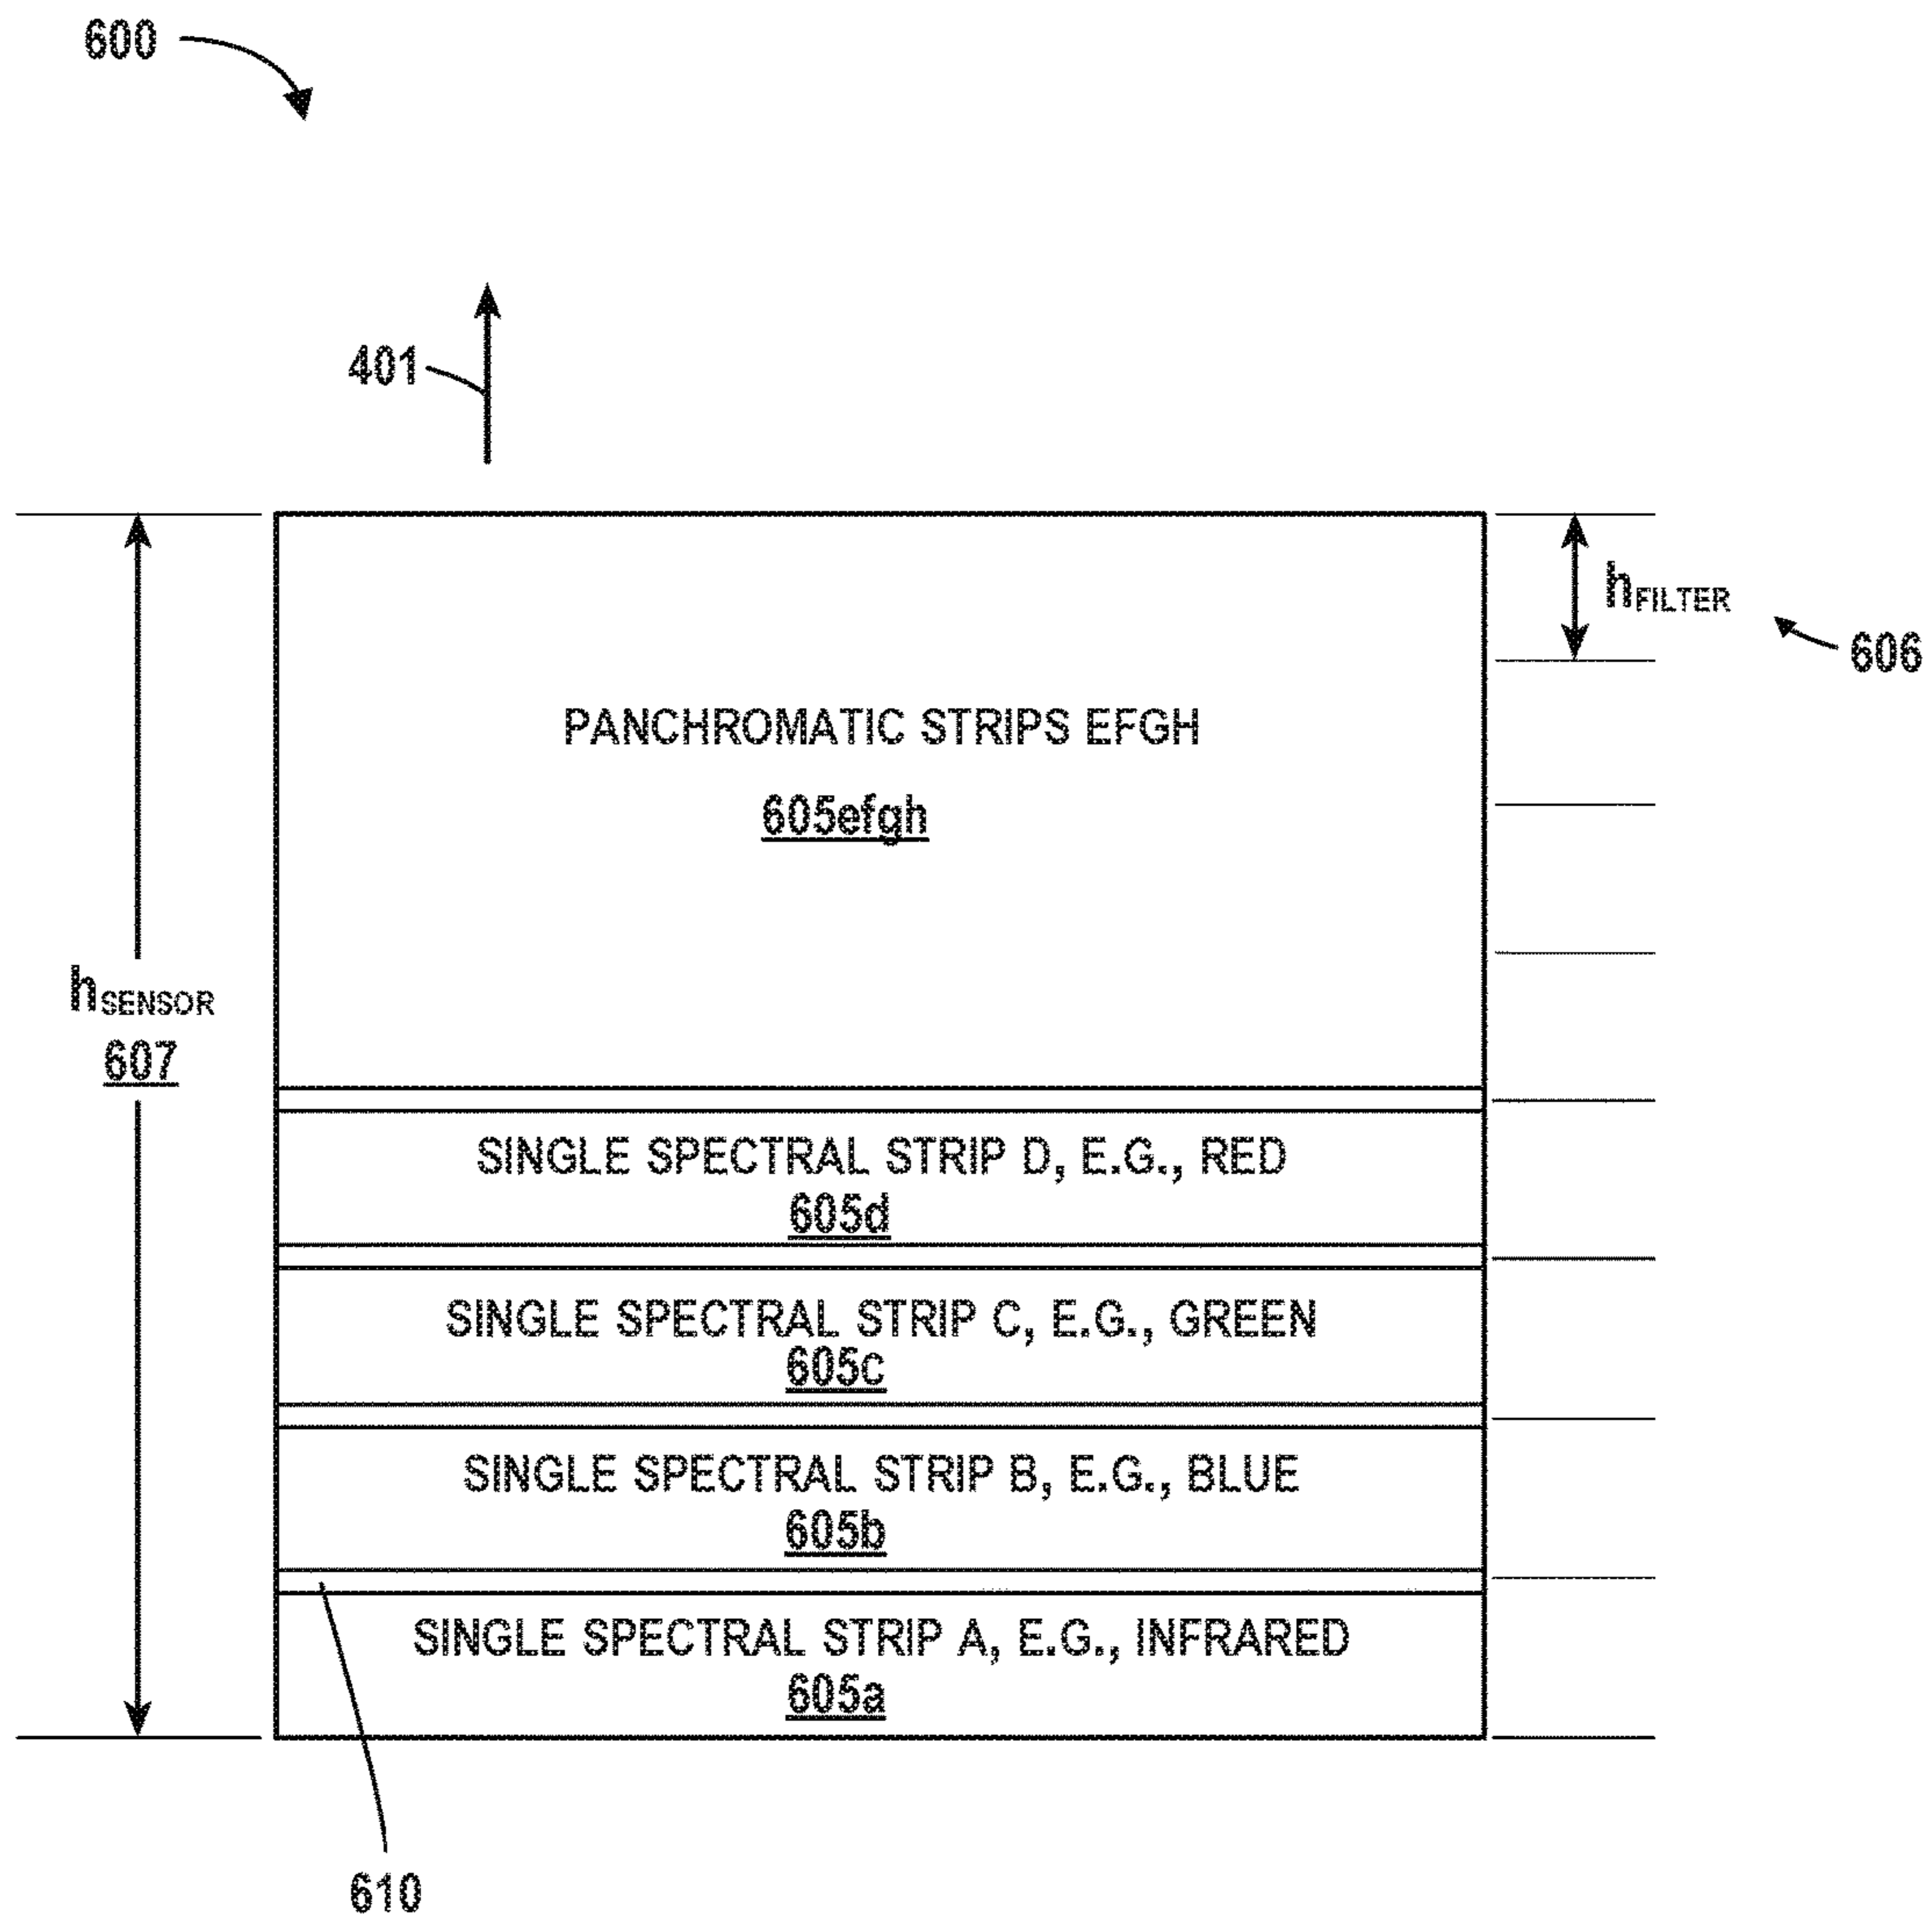 600
401
hFILTER
606
PANCHROMATIC STRIPS EFGH
605efgh
hSENSOR
607
SINGLE SPECTRAL STRIP D, E.G., RED
605d
SINGLE SPECTRAL STRIP C, E.G., GREEN
605c
SINGLE SPECTRAL STRIP B, E.G., BLUE
605b
SINGLE SPECTRAL STRIP A, E.G., INFRARED
605a
610